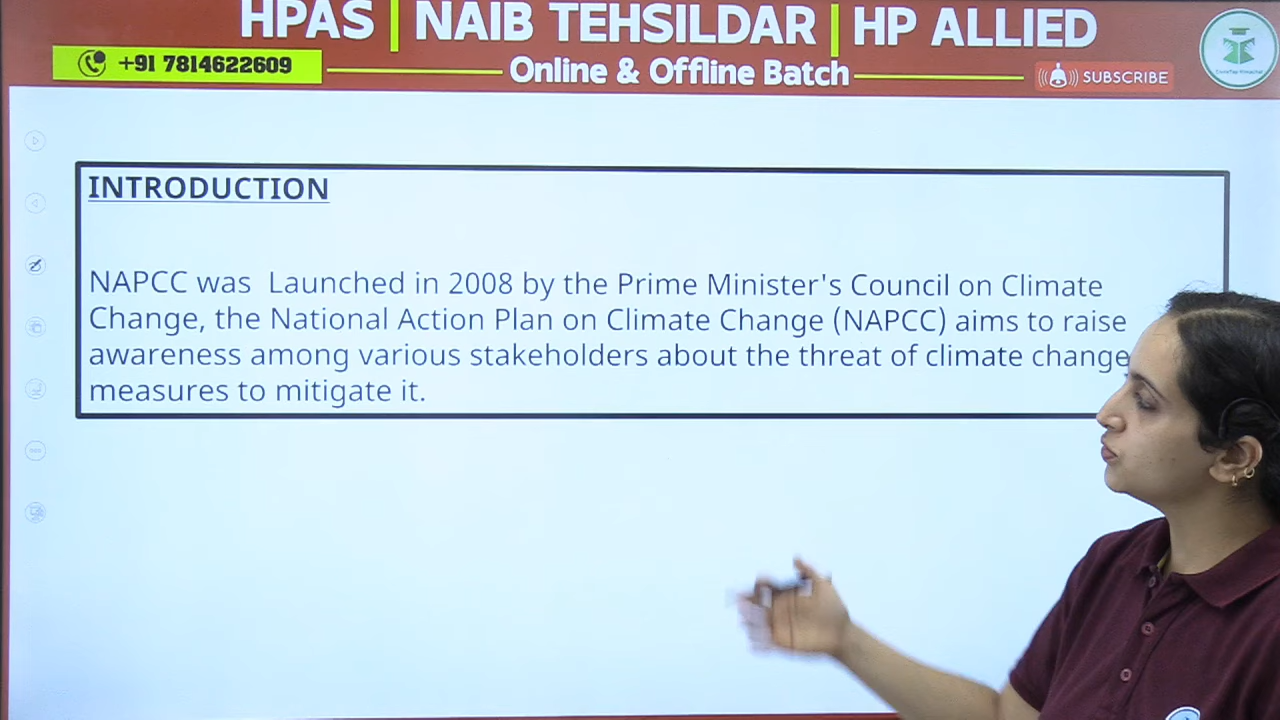 HPAS | NAIB TEHSILDAR | HP ALLIED
+91 7814622609
Online & Offline Batch
SUBSCRIBE
INTRODUCTION
NAPCC was Launched in 2008 by the Prime Minister's Council on Climate
Change, the National Action Plan on Climate Change (NAPCC) aims to raise
awareness among various stakeholders about the threat of climate change
measures to mitigate it.